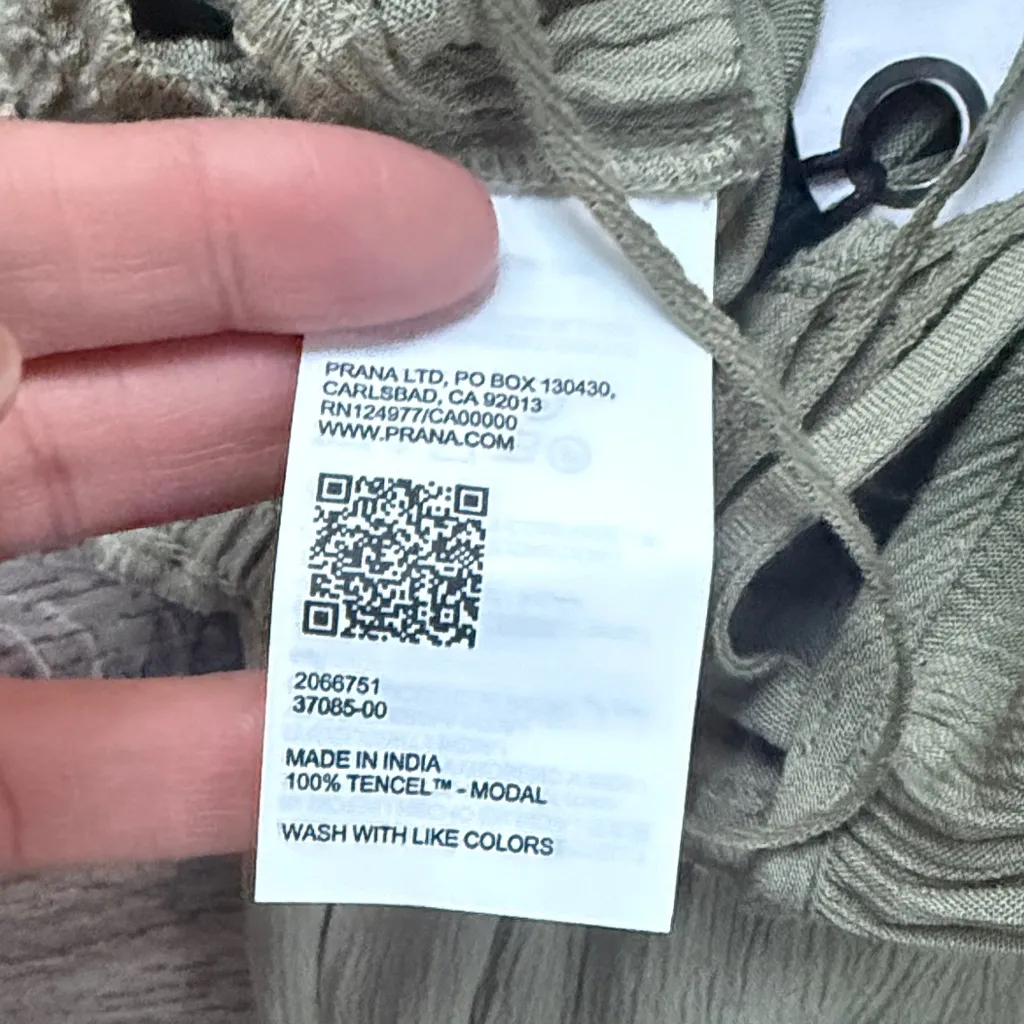 PRANA LTD, PO BOX 130430,
CARLSBAD, CA 92013
RN124977/CA00000
WWW.PRANA.COM
2066751
37085-00
MADE IN INDIA
100% TENCEL™ - MODAL
WASH WITH LIKE COLORS